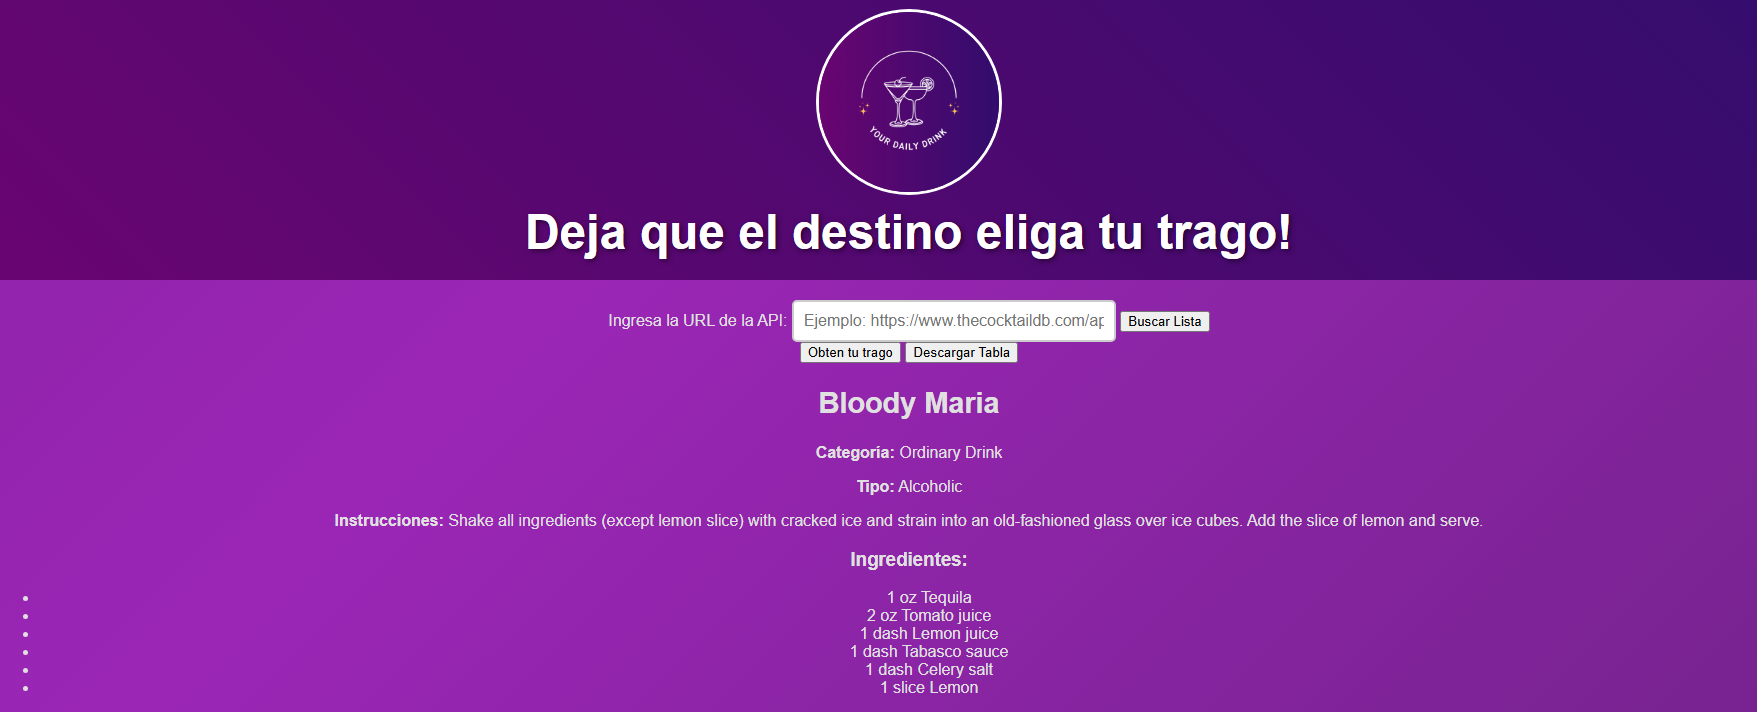 YOUR DAILY DRINK
Deja que el destino eliga tu trago!
Ingresa la URL de la API: Ejemplo: https://www.thecocktaildb.com/ap Buscar Lista
Obten tu trago Descargar Tabla
Bloody Maria
Categoría: Ordinary Drink
Tipo: Alcoholic
Instrucciones: Shake all ingredients (except lemon slice) with cracked ice and strain into an old-fashioned glass over ice cubes. Add the slice of lemon and serve.
Ingredientes:
1 oz Tequila
2 oz Tomato juice
1 dash Lemon juice
1 dash Tabasco sauce
1 dash Celery salt
1 slice Lemon